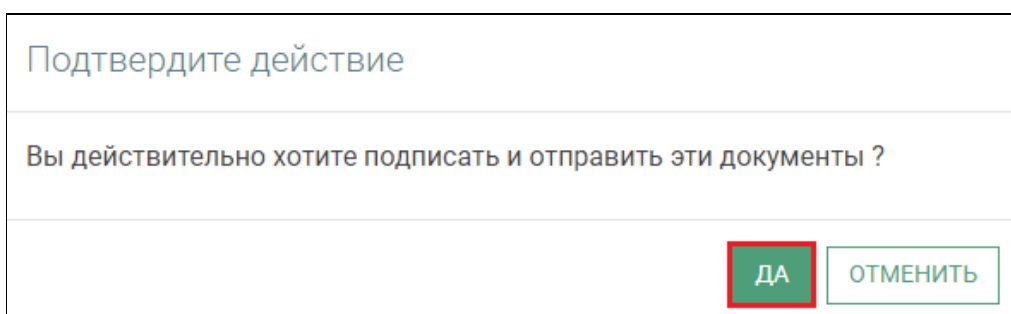 Подтвердите действие
Вы действительно хотите подписать и отправить эти документы ?
ДА ОТМЕНИТЬ